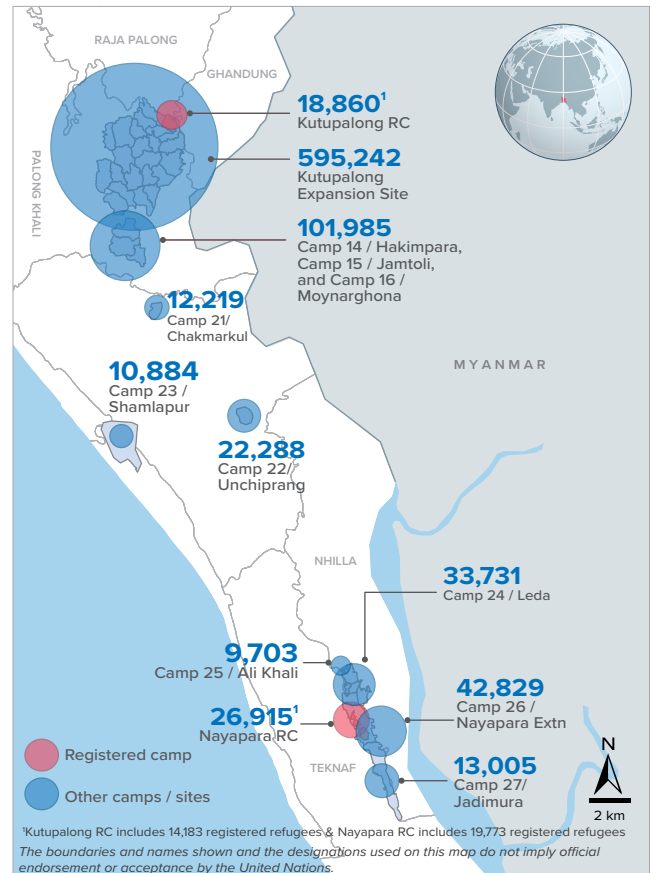 RAJA PALONG
GHANDUNG
PALONG KHALI
18,860¹
Kutupalong RC
595,242
Kutupalong
Expansion Site
101,985
Camp 14 / Hakimpara,
Camp 15 / Jamtoli,
and Camp 16 /
Moynarghona
12,219
Camp 21/
Chakmarkul
MYANMAR
10,884
Camp 23 /
Shamlapur
22,288
Camp 22/
Unchiprang
NHILLA
33,731
Camp 24 / Leda
9,703
Camp 25 / Ali Khali
42,829
Camp 26 /
Nayapara Extn
26,915¹
Nayapara RC
TEKNAF
13,005
Camp 27/
Jadimura
Registered camp
Other camps / sites
N
2 km
¹Kutupalong RC includes 14,183 registered refugees & Nayapara RC includes 19,773 registered refugees
The boundaries and names shown and the designations used on this map do not imply official
endorsement or acceptance by the United Nations.